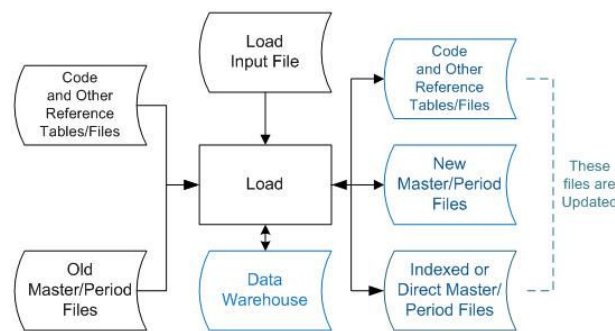 Load
Input File
Code
and Other
Reference
Tables/Files
Code
and Other
Reference
Tables/Files
Load
New
Master/Period
Files
These
files are
Updated
Old
Master/Period
Files
Data
Warehouse
Indexed or
Direct Master/
Period Files